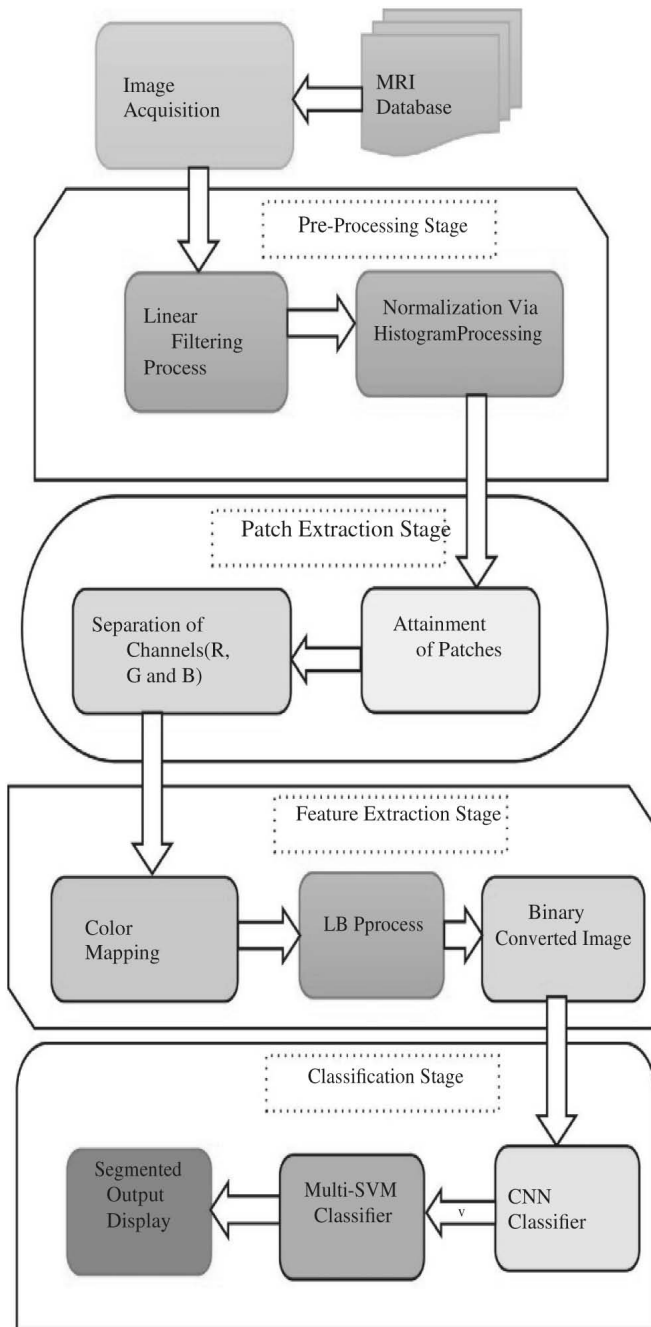 Image
Acquisition
MRI
Database
Pre-Processing Stage
Linear
Filtering
Process
Normalization Via
HistogramProcessing
Patch Extraction Stage
Separation of
Channels(R,
G and B)
Attainment
of Patches
Feature Extraction Stage
Color
Mapping
LB Pprocess
Binary
Converted Image
Classification Stage
Segmented
Output
Display
Multi-SVM
Classifier
v
CNN
Classifier